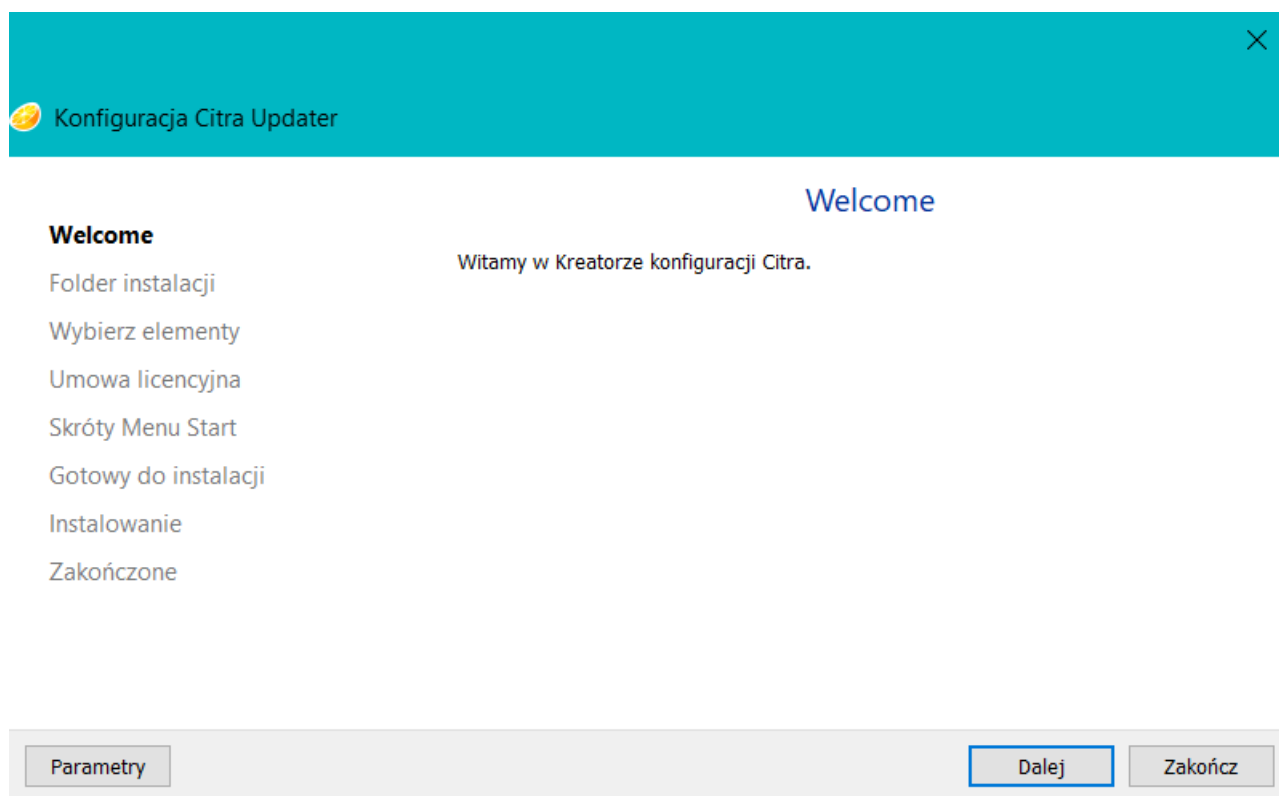 Konfiguracja Citra Updater
Welcome
Welcome
Witamy w Kreatorze konfiguracji Citra.
Folder instalacji
Wybierz elementy
Umowa licencyjna
Skróty Menu Start
Gotowy do instalacji
Instalowanie
Zakończone
Parametry
Dalej
Zakończ